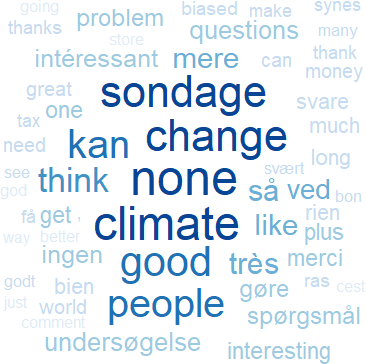 going biased make synes
thanks problem questions many
store thank
intéressant mere can money
great sondage svare
one
tax change much
need kan
see think none long
god svært
så ved bon
få get ' climate like rien
way better good plus
ingen très merci
godt bien people gøre ras cest
just world spørgsmål
comment
undersøgelse interesting